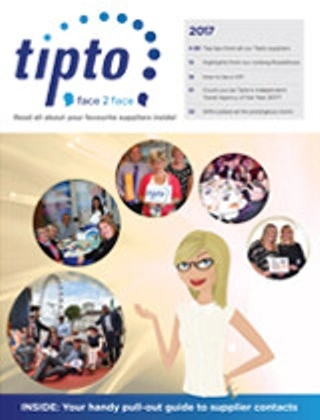 tipto
face 2 face
Read all about your favourite suppliers inside!
2017
Top tips from all our Tipto suppliers
Highlights from our
How to be a VIP!
Could you be Tipto's Independent
Travel Agency of the Year 2017?
tipto
INSIDE: Your handy pull-out guide to supplier contacts